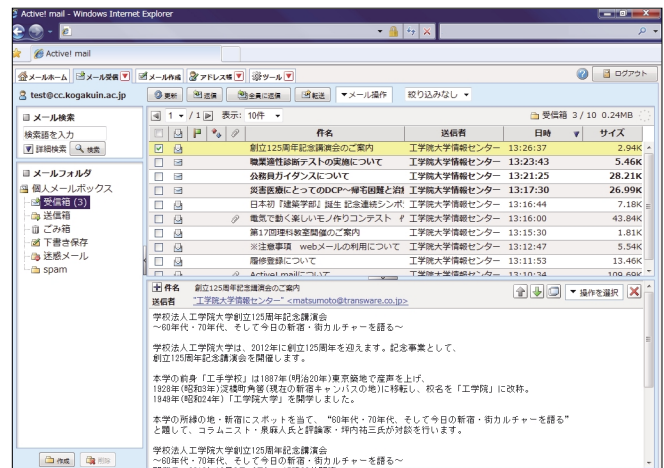 Active! mail - Windows Internet Explorer
Active! mail
メールホーム メール受信 メール作成 アドレス帳 ツール ログアウト
test@cc.kogakuin.ac.jp 更新 返信 全員に返信 転送 ▼メール操作 絞り込みなし
メール検索
検索語を入力
詳細検索 検索
メールフォルダ
個人メールボックス
受信箱 (3)
送信箱
ごみ箱
下書き保存
迷惑メール
spam
作成 削除
1 / 1 表示: 10件 受信箱 3 / 10 0.24MB
件名 送信者 日時 サイズ
創立125周年記念講演会のご案内 工学院大学情報センター 13:26:37 2.94K
職業適性診断テストの実施について 工学院大学情報センター 13:23:43 5.46K
公務員ガイダンスについて 工学院大学情報センター 13:21:25 28.21K
災害医療にとってのDCP～帰宅困難と治 工学院大学情報センター 13:17:30 26.99K
日本初『建築学部』誕生 記念連続シンポ 工学院大学情報センター 13:16:44 7.18K
電気で動く楽しいモノ作りコンテスト 工学院大学情報センター 13:16:00 43.84K
第17回理科教室開催のご案内 工学院大学情報センター 13:15:30 1.81K
※注意事項 webメールの利用について 工学院大学情報センター 13:12:47 5.54K
履修登録について 工学院大学情報センター 13:11:53 13.46K
Active! mailについて 工学院大学情報センター 13:10:34 109.69K
件名 創立125周年記念講演会のご案内
送信者 "工学院大学情報センター" <matsumoto@transware.co.jp>
▼ 操作を選択
学校法人工学院大学創立125周年記念講演会
～60年代・70年代、そして今日の新宿・街カルチャーを語る～
学校法人工学院大学は、2012年に創立125周年を迎えます。記念事業として、
創立125周年記念講演会を開催します。
本学の前身「工手学校」は1887年(明治20年)東京築地で産声を上げ、
1928年(昭和3年)淀橋町角筈(現在の新宿キャンパスの地)に移転し、校名を「工学院」に改称。
1949年(昭和24年)「工学院大学」を開学しました。
本学の所縁の地・新宿にスポットを当て、“60年代・70年代、そして今日の新宿・街カルチャーを語る”
と題して、コラムニスト・泉麻人氏と評論家・坪内祐三氏が対談を行います。
学校法人工学院大学創立125周年記念講演会
～60年代・70年代、そして今日の新宿・街カルチャーを語る～